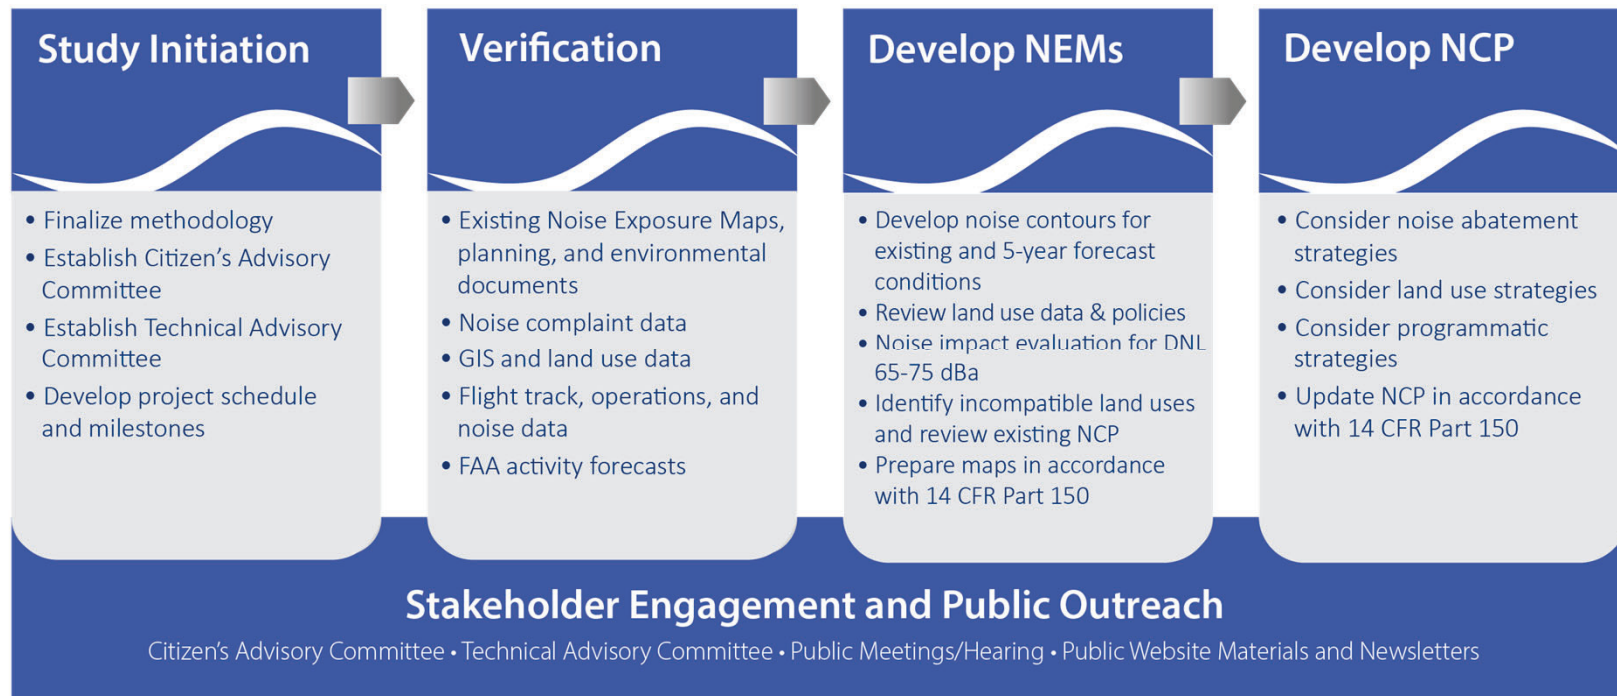 Study Initiation
• Finalize methodology
• Establish Citizen's Advisory
Committee
• Establish Technical Advisory
Committee
• Develop project schedule
and milestones
Verification
• Existing Noise Exposure Maps,
planning, and environmental
documents
• Noise complaint data
• GIS and land use data
• Flight track, operations, and
noise data
• FAA activity forecasts
Develop NEMs
• Develop noise contours for
existing and 5-year forecast
conditions
• Review land use data & policies
• Noise impact evaluation for DNL
65-75 dBa
• Identify incompatible land uses
and review existing NCP
• Prepare maps in accordance
with 14 CFR Part 150
Develop NCP
• Consider noise abatement
strategies
• Consider land use strategies
• Consider programmatic
strategies
• Update NCP in accordance
with 14 CFR Part 150
Stakeholder Engagement and Public Outreach
Citizen's Advisory Committee • Technical Advisory Committee • Public Meetings/Hearing • Public Website Materials and Newsletters